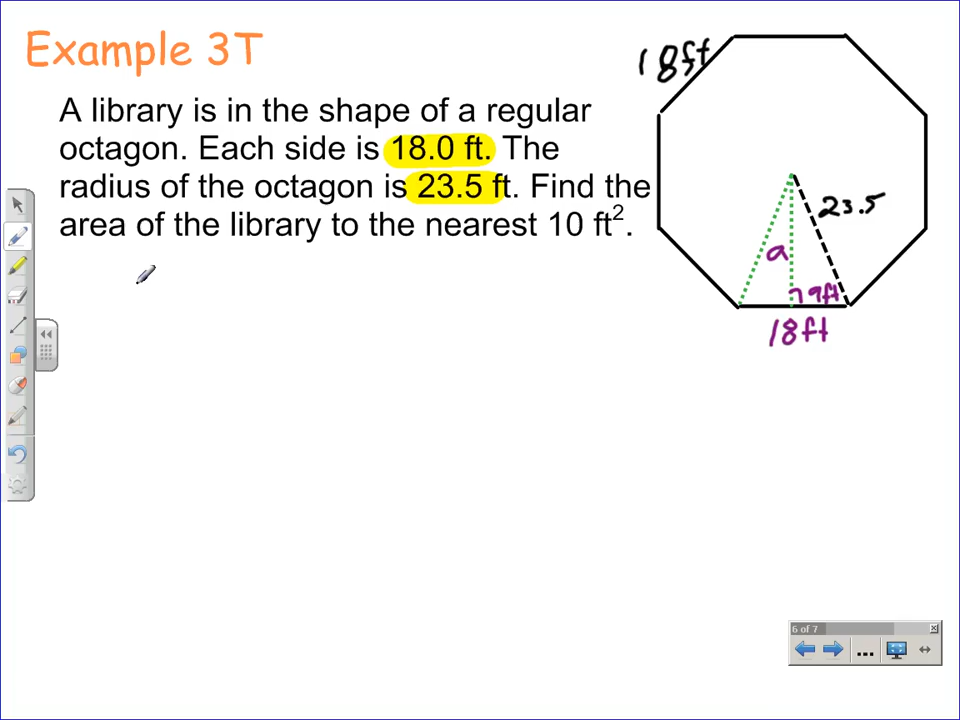 Example 3T
A library is in the shape of a regular
octagon. Each side is 18.0 ft. The
radius of the octagon is 23.5 ft. Find the
area of the library to the nearest 10 ft².
18ft
23.5
a
9ft
18ft
6 of 7
...